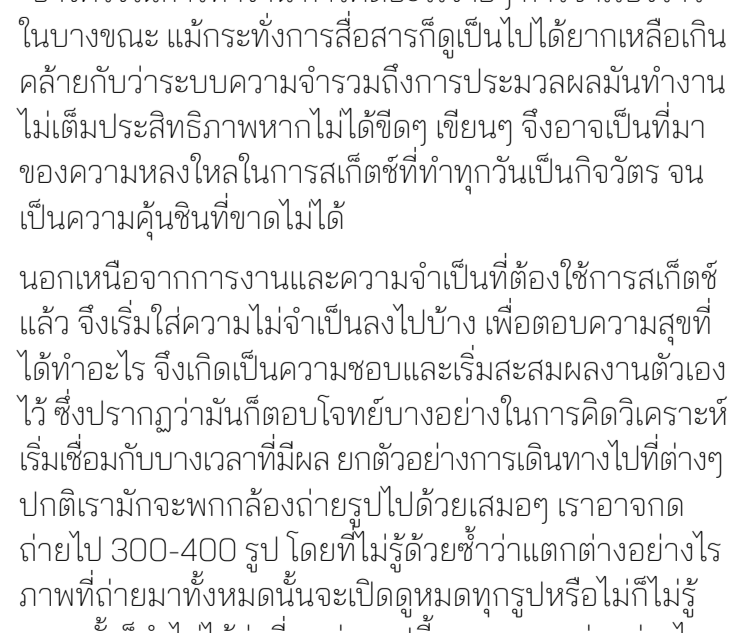 ในบางขณะ แม้กระทั่งการสื่อสารก็ดูเป็นไปได้ยากเหลือเกิน
คล้ายกับว่าระบบความจำรวมถึงการประมวลผลมันทำงาน
ไม่เต็มประสิทธิภาพหากไม่ได้ขีดๆ เขียนๆ จึงอาจเป็นที่มา
ของความหลงใหลในการสเก็ตช์ที่ทำทุกวันเป็นกิจวัตร จน
เป็นความคุ้นชินที่ขาดไม่ได้
นอกเหนือจากการงานและความจำเป็นที่ต้องใช้การสเก็ตช์
แล้ว จึงเริ่มใส่ความไม่จำเป็นลงไปบ้าง เพื่อตอบความสุขที่
ได้ทำอะไร จึงเกิดเป็นความชอบและเริ่มสะสมผลงานตัวเอง
ไว้ ซึ่งปรากฏว่ามันก็ตอบโจทย์บางอย่างในการคิดวิเคราะห์
เริ่มเชื่อมกับบางเวลาที่มีผล ยกตัวอย่างการเดินทางไปที่ต่างๆ
ปกติเรามักจะพกกล้องถ่ายรูปไปด้วยเสมอๆ เราอาจกด
ถ่ายไป 300-400 รูป โดยที่ไม่รู้ด้วยซ้ำว่าแตกต่างอย่างไร
ภาพที่ถ่ายมาทั้งหมดนั้นจะเปิดดูหมดทุกรูปหรือไม่ก็ไม่รู้